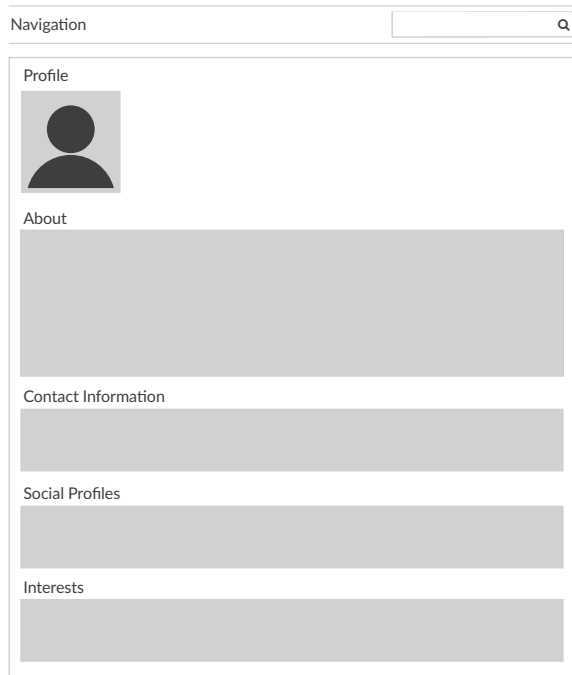 Navigation
Profile
About
Contact Information
Social Profiles
Interests